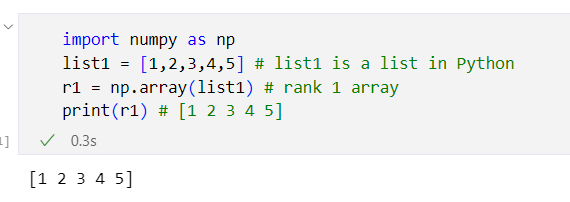 import numpy as np
list1 = [1,2,3,4,5] # list1 is a list in Python
r1 = np.array(list1) # rank 1 array
print(r1) # [1 2 3 4 5]
]
0.3s
[1 2 3 4 5]